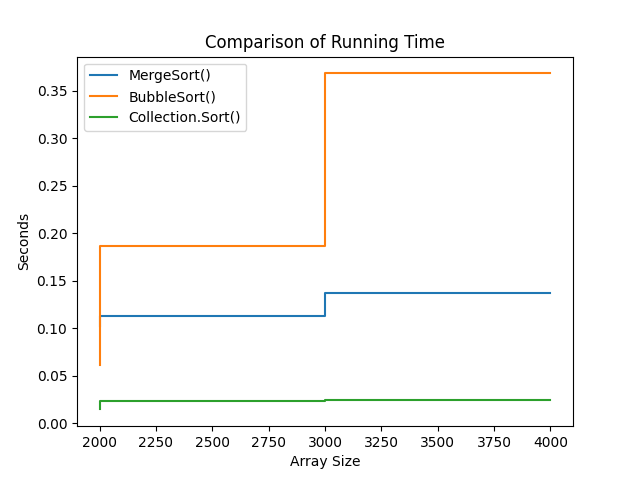 Comparison of Running Time
MergeSort()
BubbleSort()
Collection.Sort()
0.35
0.30
0.25
0.20
0.15
0.10
0.05
0.00
Seconds
2000 2250 2500 2750 3000 3250 3500 3750 4000
Array Size